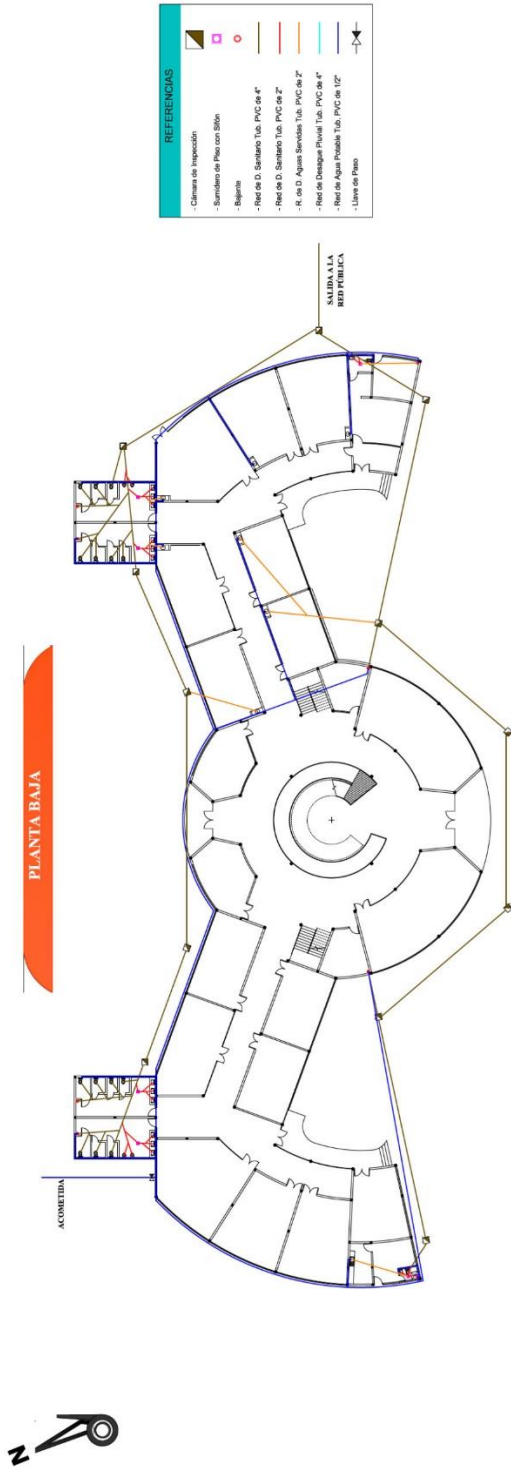 PLANTA BAJA
N
ACOMETIDA
SALIDA A LA
RED PÚBLICA
REFERENCIAS
- Cámara de Inspección
- Sumidero de Piso con Sifón
- Bajante
- Red de D. Sanitario Tub. PVC de 4"
- Red de D. Sanitario Tub. PVC de 2"
- R. de D. Aguas Servidas Tub. PVC de 2"
- Red de Desague Pluvial Tub. PVC de 4"
- Red de Agua Potable Tub. PVC de 1/2"
- Llave de Paso